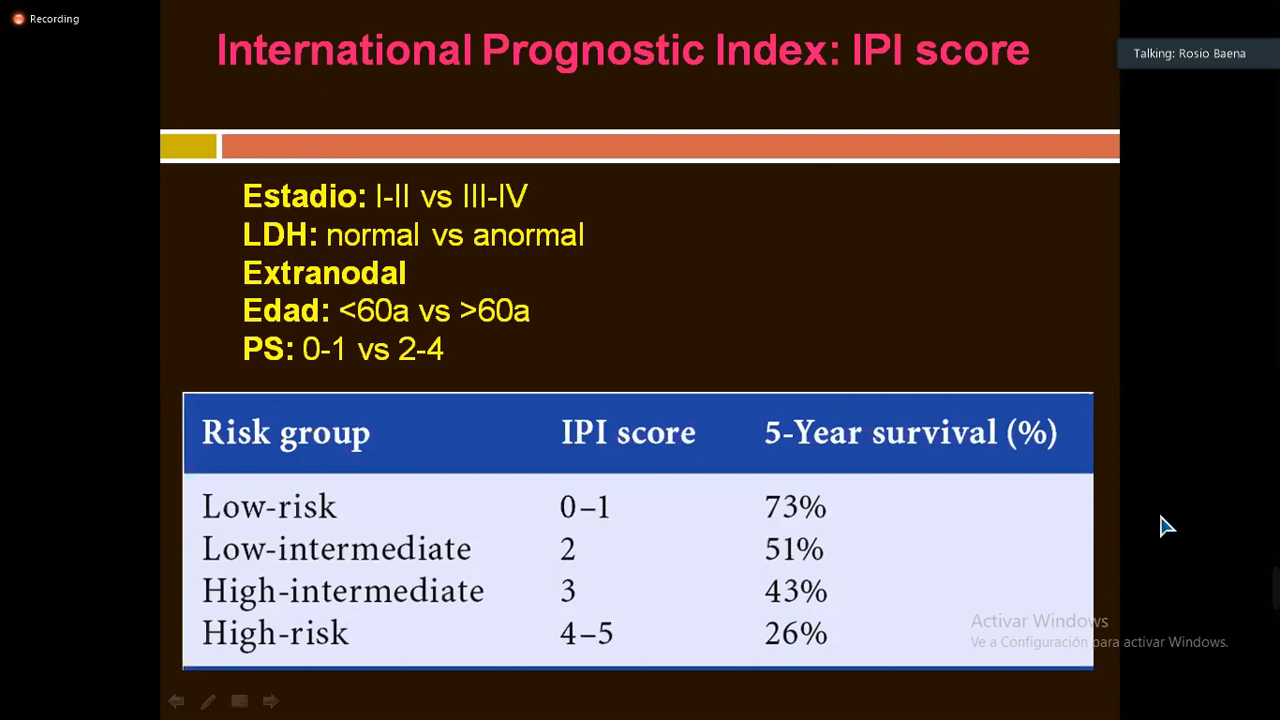 Recording
International Prognostic Index: IPI score
Talking: Rosio Baena
Estadio: I-II vs III-IV
LDH: normal vs anormal
Extranodal
Edad: <60a vs >60a
PS: 0-1 vs 2-4
Risk group IPI score 5-Year survival (%)
Low-risk 0–1 73%
Low-intermediate 2 51%
High-intermediate 3 43%
High-risk 4–5 26%
Activar Windows
Ve a Configuración para activar Windows.